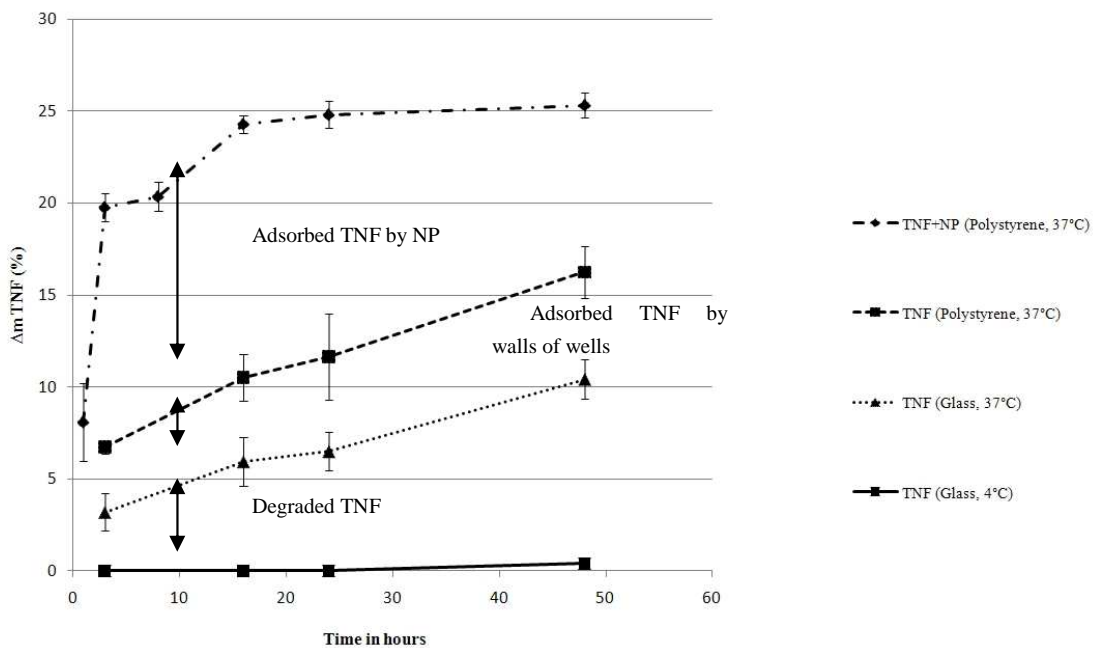 30
25
20
15
10
5
0
ΔmTNF (%)
0 10 20 30 40 50 60
Time in hours
Adsorbed TNF by NP
Adsorbed TNF by
walls of wells
Degraded TNF
TNF+NP (Polystyrene, 37°C)
TNF (Polystyrene, 37°C)
TNF (Glass, 37°C)
TNF (Glass, 4°C)